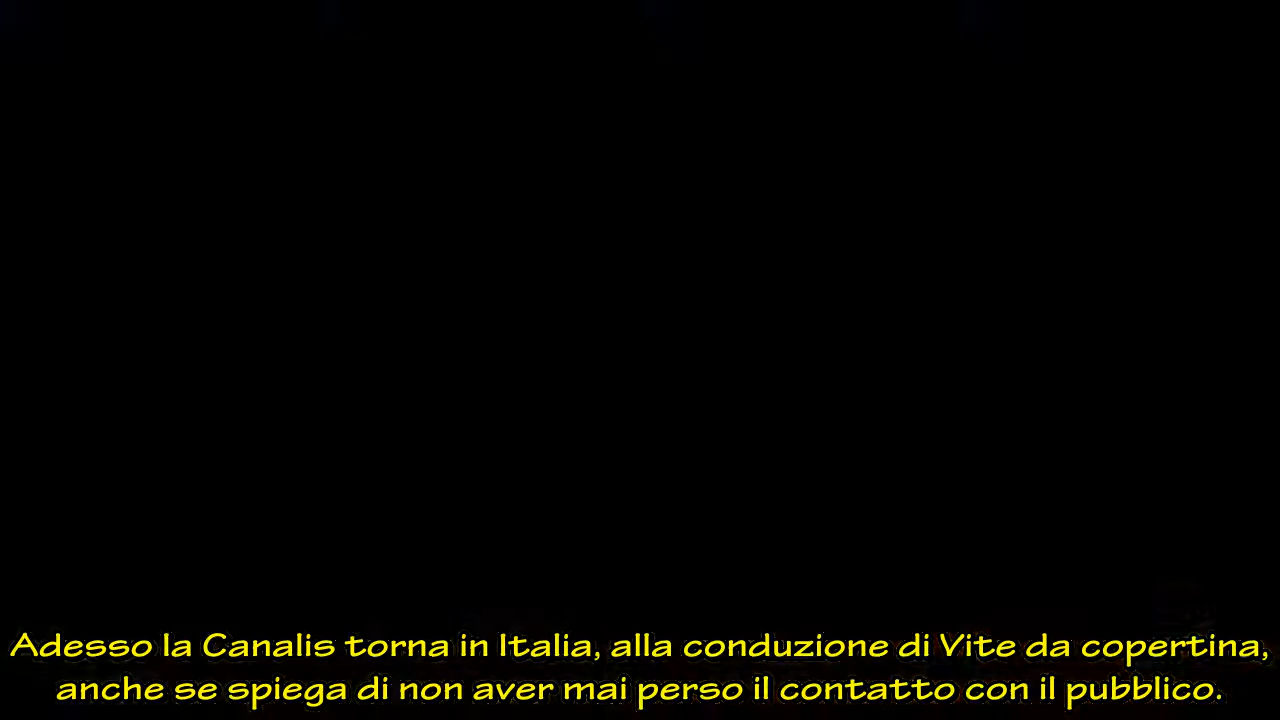 Adesso la Canalis torna in Italia, alla conduzione di Vite da copertina,
anche se spiega di non aver mai perso il contatto con il pubblico.